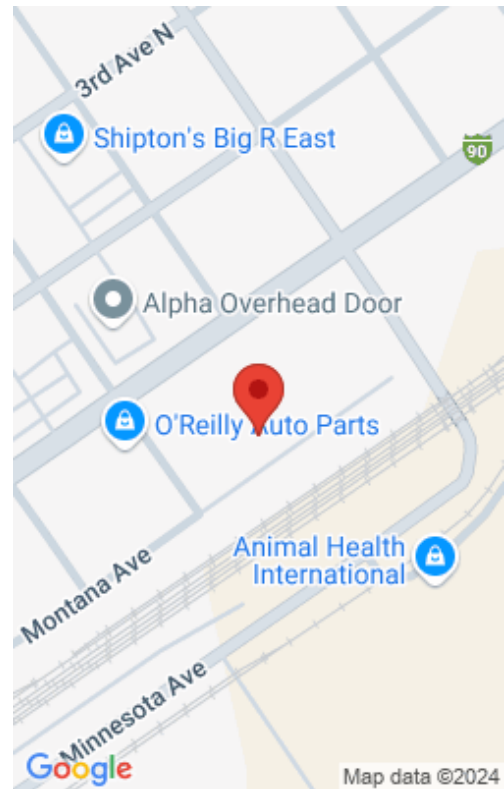 3rd Ave N
Shipton's Big R East
90
Alpha Overhead Door
O'Reilly Auto Parts
Animal Health
International
Montana Ave
Minnesota Ave
Google
Map data ©2024